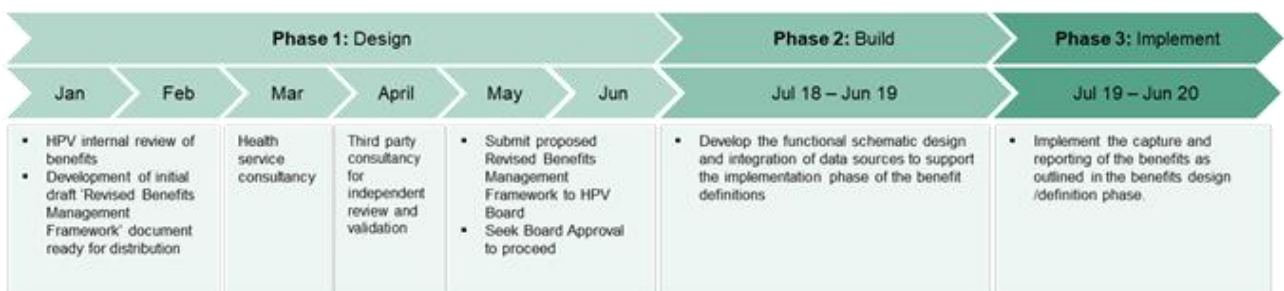 Phase 1: Design
Phase 2: Build
Phase 3: Implement
Jan
Feb
Mar
April
May
Jun
Jul 18 – Jun 19
Jul 19 – Jun 20
▪ HPV internal review of
benefits
▪ Development of initial
draft 'Revised Benefits
Management
Framework' document
ready for distribution
Health
service
consultancy
Third party
consultancy
for
independent
review and
validation
▪ Submit proposed
Revised Benefits
Management
Framework to HPV
Board
▪ Seek Board Approval
to proceed
▪ Develop the functional schematic design
and integration of data sources to support
the implementation phase of the benefit
definitions
▪ Implement the capture and
reporting of the benefits as
outlined in the benefits design
/definition phase.